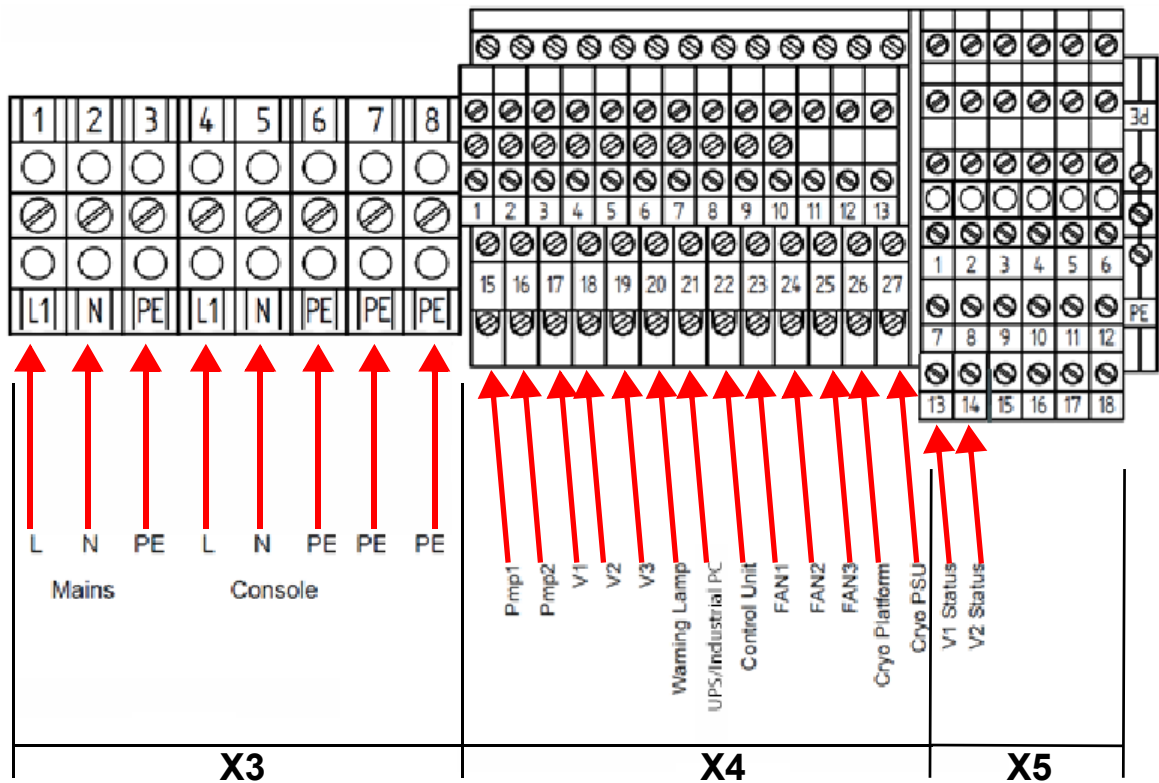 1 2 3 4 5 6 7 8
L1 N PE L1 N PE PE PE
L N PE L N PE PE PE
Mains Console
X3
1 2 3 4 5 6 7 8 9 10 11 12 13
15 16 17 18 19 20 21 22 23 24 25 26 27
Pmp1
Pmp2
V1
V2
V3
Warning Lamp
UPS/Industrial PC
Control Unit
FAN1
FAN2
FAN3
Cryo Platform
Cryo PSU
X4
PE
1 2 3 4 5 6
PE
7 8 9 10 11 12
13 14 15 16 17 18
V1 Status
V2 Status
X5